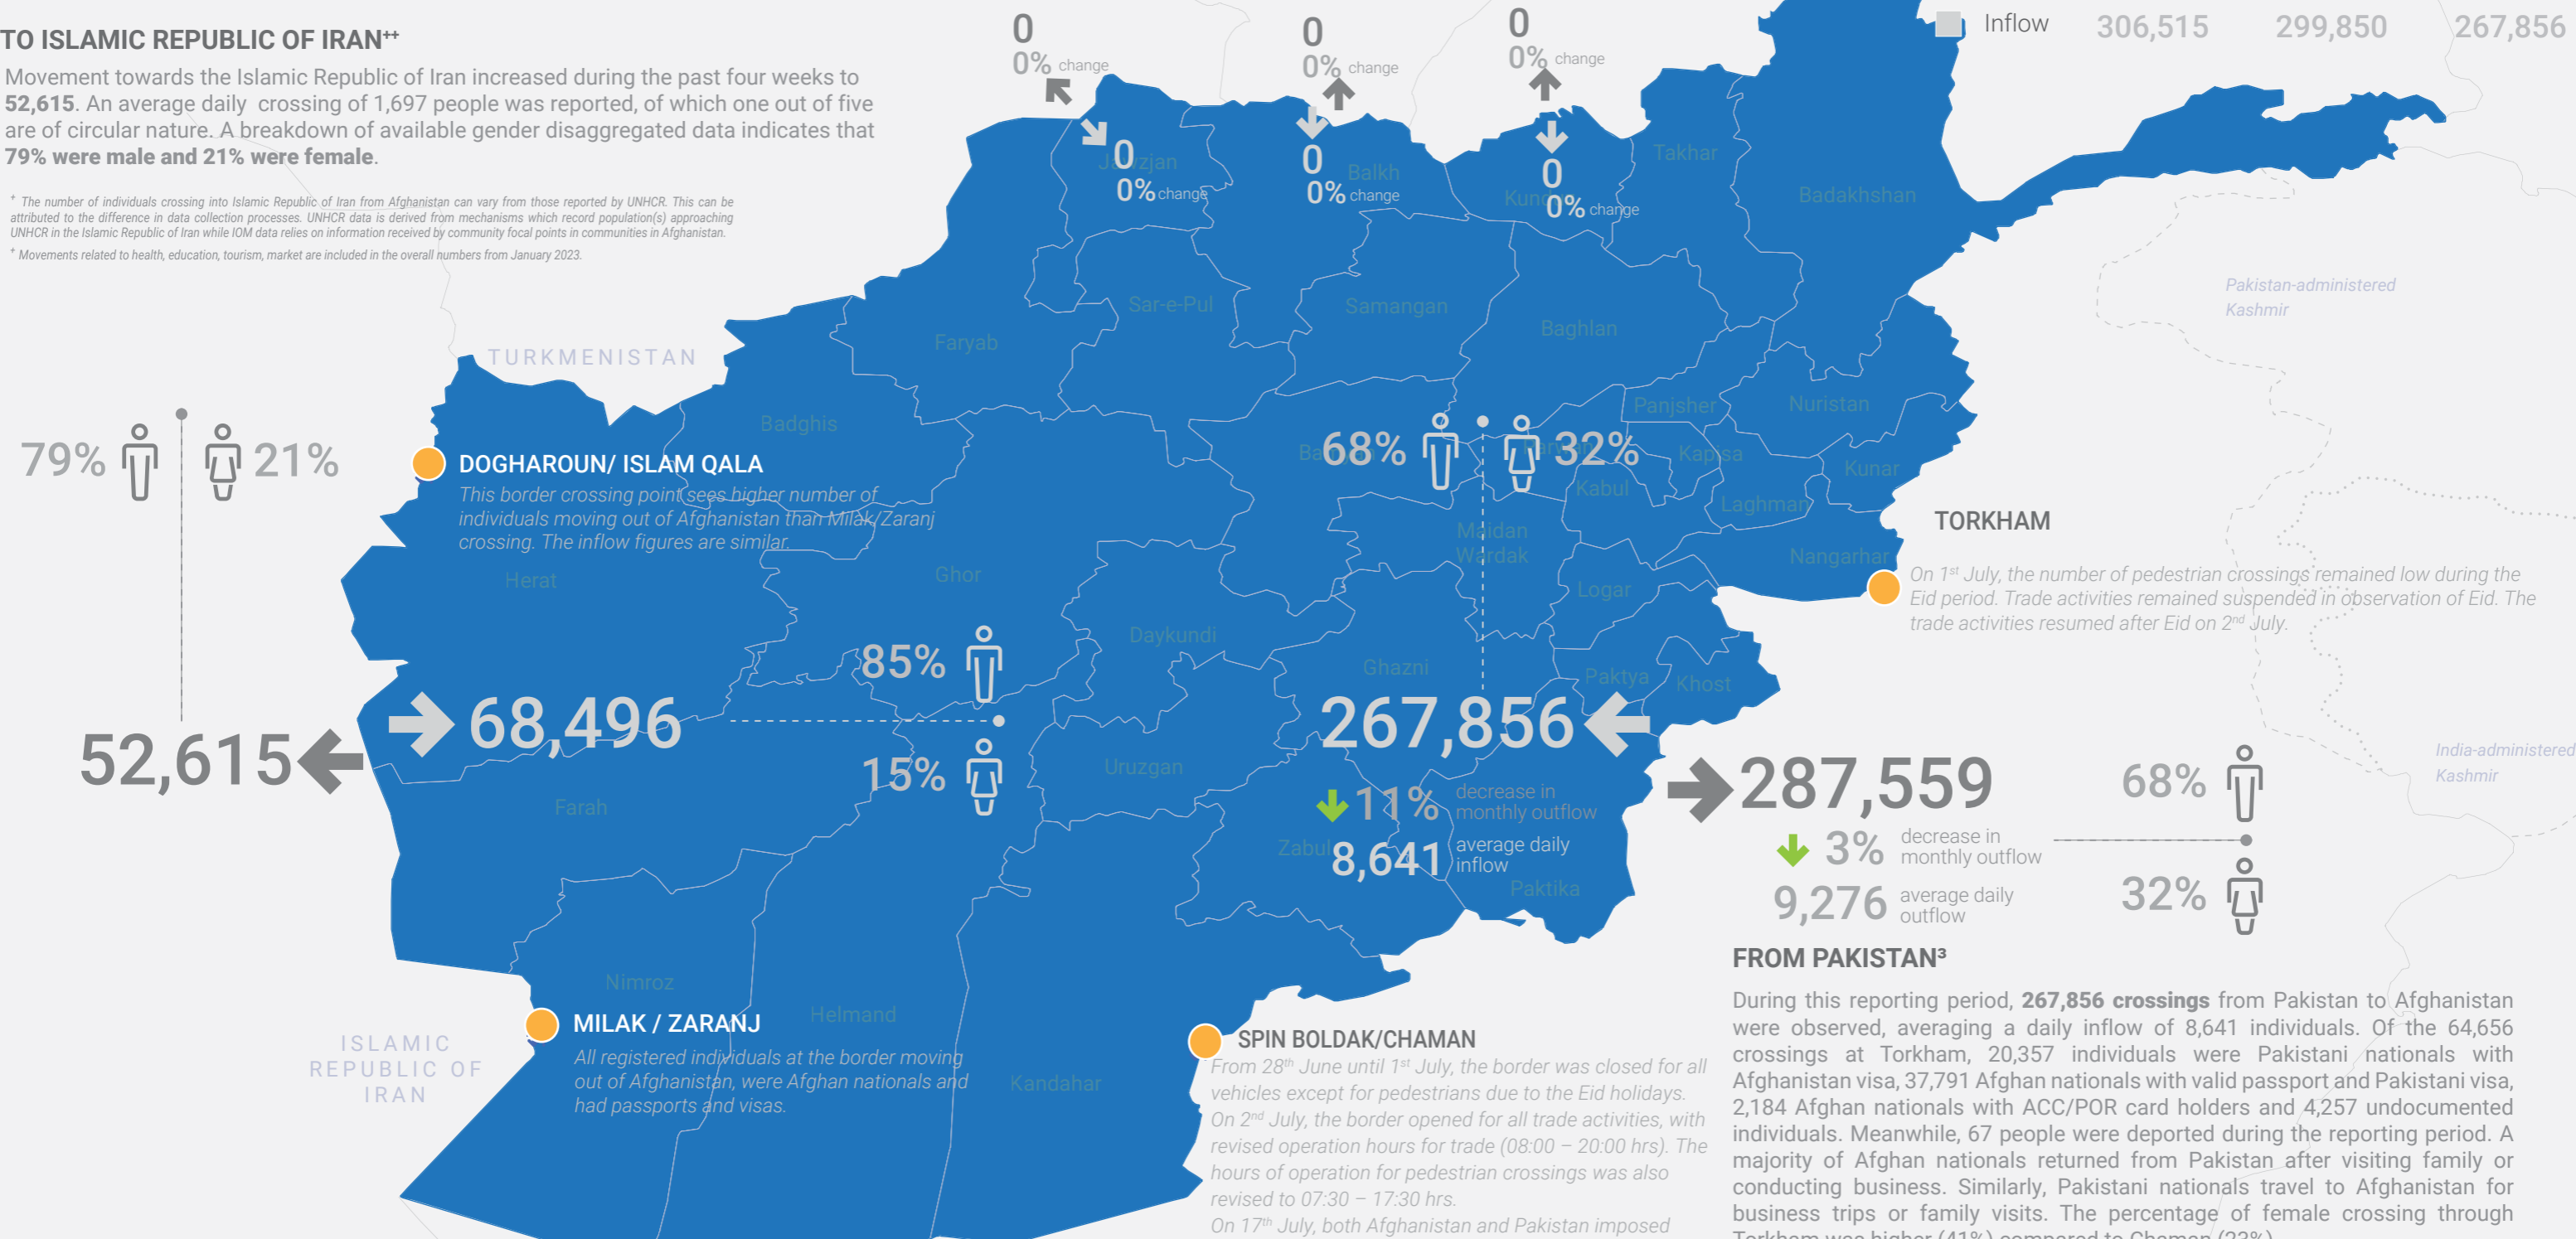 TO ISLAMIC REPUBLIC OF IRAN⁺⁺
Movement towards the Islamic Republic of Iran increased during the past four weeks to
52,615. An average daily crossing of 1,697 people was reported, of which one out of five
are of circular nature. A breakdown of available gender disaggregated data indicates that
79% were male and 21% were female.
⁺ The number of individuals crossing into Islamic Republic of Iran from Afghanistan can vary from those reported by UNHCR. This can be
attributed to the difference in data collection processes. UNHCR data is derived from mechanisms which record population(s) approaching
UNHCR in the Islamic Republic of Iran while IOM data relies on information received by community focal points in communities in Afghanistan.
⁺ Movements related to health, education, tourism, market are included in the overall numbers from January 2023.
0
0% change
0
0% change
0
0% change
0
0% change
0
0% change
0
0% change
Inflow 306,515 299,850 267,856
Jawzjan
Balkh
Takhar
Badakhshan
Pakistan-administered
Kashmir
Sar-e-Pul
Samangan
Baghlan
Faryab
TURKMENISTAN
Badghis
Panjsher
Nuristan
79% 21%
68% 32%
Kapisa
Kunar
Kabul
Laghman
DOGHAROUN/ ISLAM QALA
This border crossing point sees higher number of
individuals moving out of Afghanistan than Milak/Zaranj
crossing. The inflow figures are similar.
Herat
Ghor
Maidan
Wardak
Nangarhar
Logar
TORKHAM
On 1st July, the number of pedestrian crossings remained low during the
Eid period. Trade activities remained suspended in observation of Eid. The
trade activities resumed after Eid on 2nd July.
Daykundi
Ghazni
Paktya
Khost
85%
68,496
52,615
15%
267,856
11% decrease in
monthly outflow
8,641 average daily
inflow
Uruzgan
Farah
Zabul
Paktika
287,559
3% decrease in
monthly outflow
9,276 average daily
outflow
68%
32%
India-administered
Kashmir
Nimroz
Helmand
Kandahar
ISLAMIC
REPUBLIC OF
IRAN
MILAK / ZARANJ
All registered individuals at the border moving
out of Afghanistan, were Afghan nationals and
had passports and visas.
SPIN BOLDAK/CHAMAN
From 28th June until 1st July, the border was closed for all
vehicles except for pedestrians due to the Eid holidays.
On 2nd July, the border opened for all trade activities, with
revised operation hours for trade (08:00 – 20:00 hrs). The
hours of operation for pedestrian crossings was also
revised to 07:30 – 17:30 hrs.
On 17th July, both Afghanistan and Pakistan imposed
FROM PAKISTAN³
During this reporting period, 267,856 crossings from Pakistan to Afghanistan
were observed, averaging a daily inflow of 8,641 individuals. Of the 64,656
crossings at Torkham, 20,357 individuals were Pakistani nationals with
Afghanistan visa, 37,791 Afghan nationals with valid passport and Pakistani visa,
2,184 Afghan nationals with ACC/POR card holders and 4,257 undocumented
individuals. Meanwhile, 67 people were deported during the reporting period. A
majority of Afghan nationals returned from Pakistan after visiting family or
conducting business. Similarly, Pakistani nationals travel to Afghanistan for
business trips or family visits. The percentage of female crossing through
Torkham was higher (41%) compared to Chaman (23%).